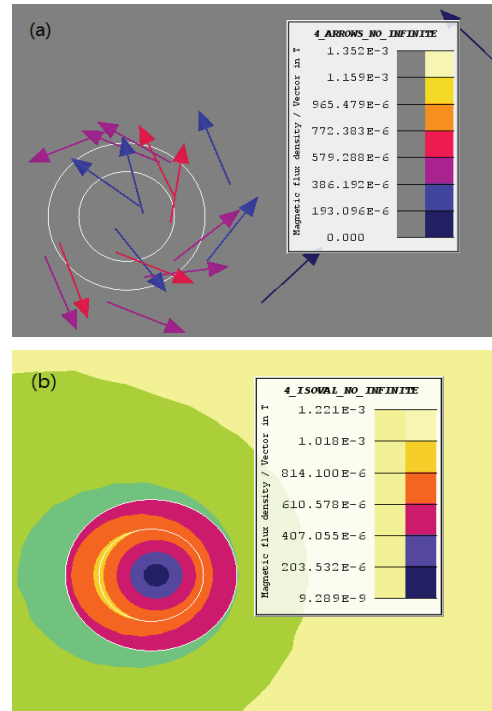 (a)
4_ARROWS_NO_INFINITE
Magnetic flux density / Vector in T
1.352E-3
1.159E-3
965.479E-6
772.383E-6
579.288E-6
386.192E-6
193.096E-6
0.000
(b)
4_ISOVAL_NO_INFINITE
Magnetic flux density / Vector in T
1.221E-3
1.018E-3
814.100E-6
610.578E-6
407.055E-6
203.532E-6
9.289E-9